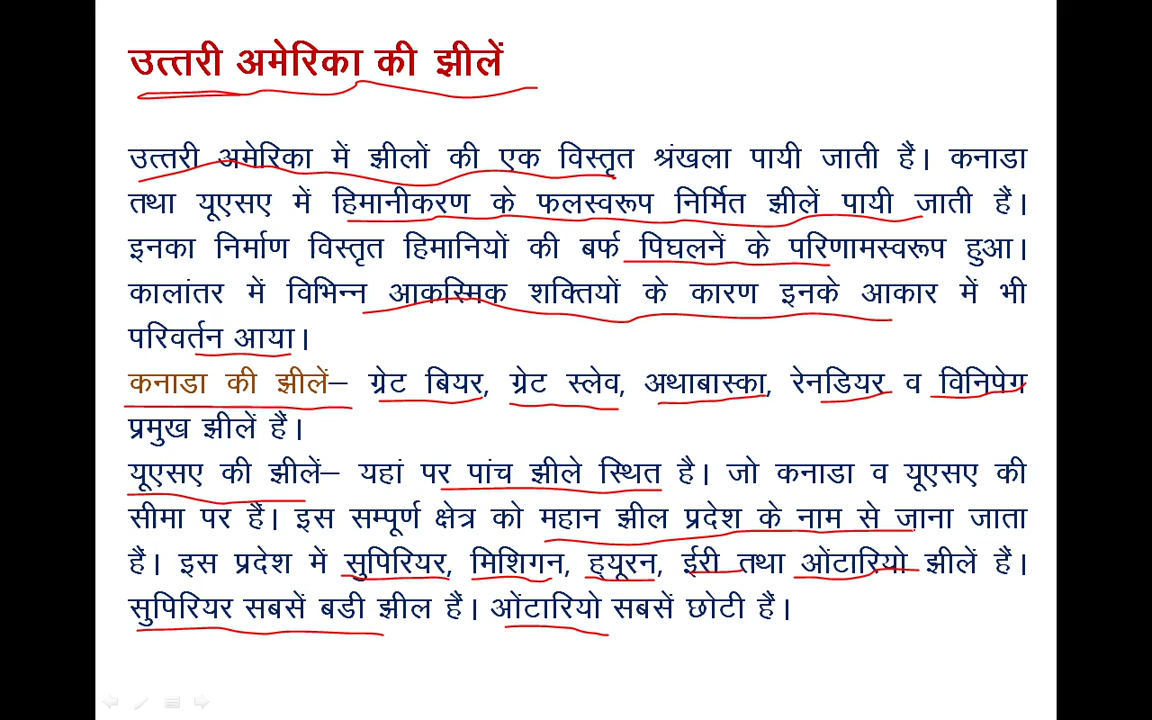 उत्तरी अमेरिका की झीलें
उत्तरी अमेरिका में झीलों की एक विस्तृत श्रंखला पायी जाती हैं। कनाडा
तथा यूएसए में हिमानीकरण के फलस्वरूप निर्मित झीलें पायी जाती हैं।
इनका निर्माण विस्तृत हिमानियों की बर्फ पिघलनें के परिणामस्वरूप हुआ।
कालांतर में विभिन्न आकस्मिक शक्तियों के कारण इनके आकार में भी
परिवर्तन आया।
कनाडा की झीलें– ग्रेट बियर, ग्रेट स्लेव, अथाबास्का, रेनडियर व विनिपेग
प्रमुख झीलें हैं।
यूएसए की झीलें– यहां पर पांच झीले स्थित है। जो कनाडा व यूएसए की
सीमा पर हैं। इस सम्पूर्ण क्षेत्र को महान झील प्रदेश के नाम से जाना जाता
हैं। इस प्रदेश में सुपिरियर, मिशिगन, ह्यूरन, ईरी तथा ओंटारियो झीलें हैं।
सुपिरियर सबसें बडी झील हैं। ओंटारियो सबसें छोटी हैं।